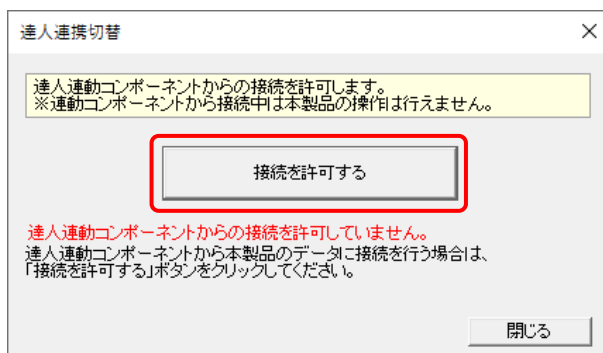 達人連携切替
達人連動コンポーネントからの接続を許可します。
※連動コンポーネントから接続中は本製品の操作は行えません。
接続を許可する
達人連動コンポーネントからの接続を許可していません。
達人連動コンポーネントから本製品のデータに接続を行う場合は、
「接続を許可する」ボタンをクリックしてください。
閉じる